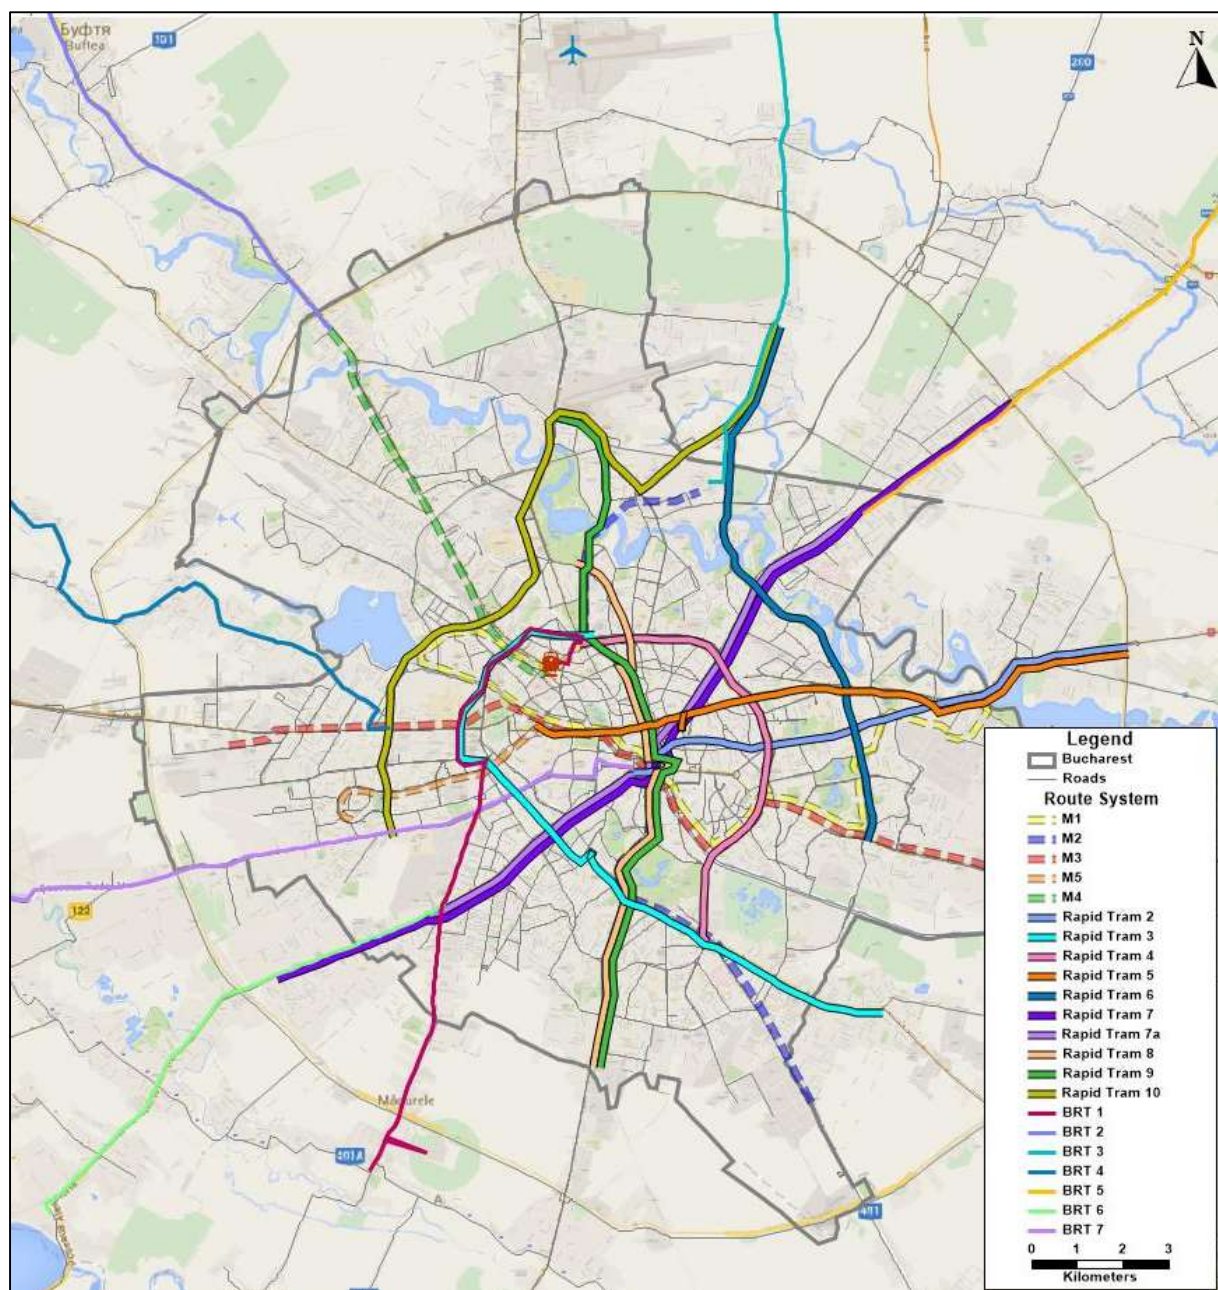 БУФТЯ
Buftea
101
200
N
122
Măgurele
401A
401
Legend
Bucharest
Roads
Route System
M1
M2
M3
M5
M4
Rapid Tram 2
Rapid Tram 3
Rapid Tram 4
Rapid Tram 5
Rapid Tram 6
Rapid Tram 7
Rapid Tram 7a
Rapid Tram 8
Rapid Tram 9
Rapid Tram 10
BRT 1
BRT 2
BRT 3
BRT 4
BRT 5
BRT 6
BRT 7
0 1 2 3
Kilometers